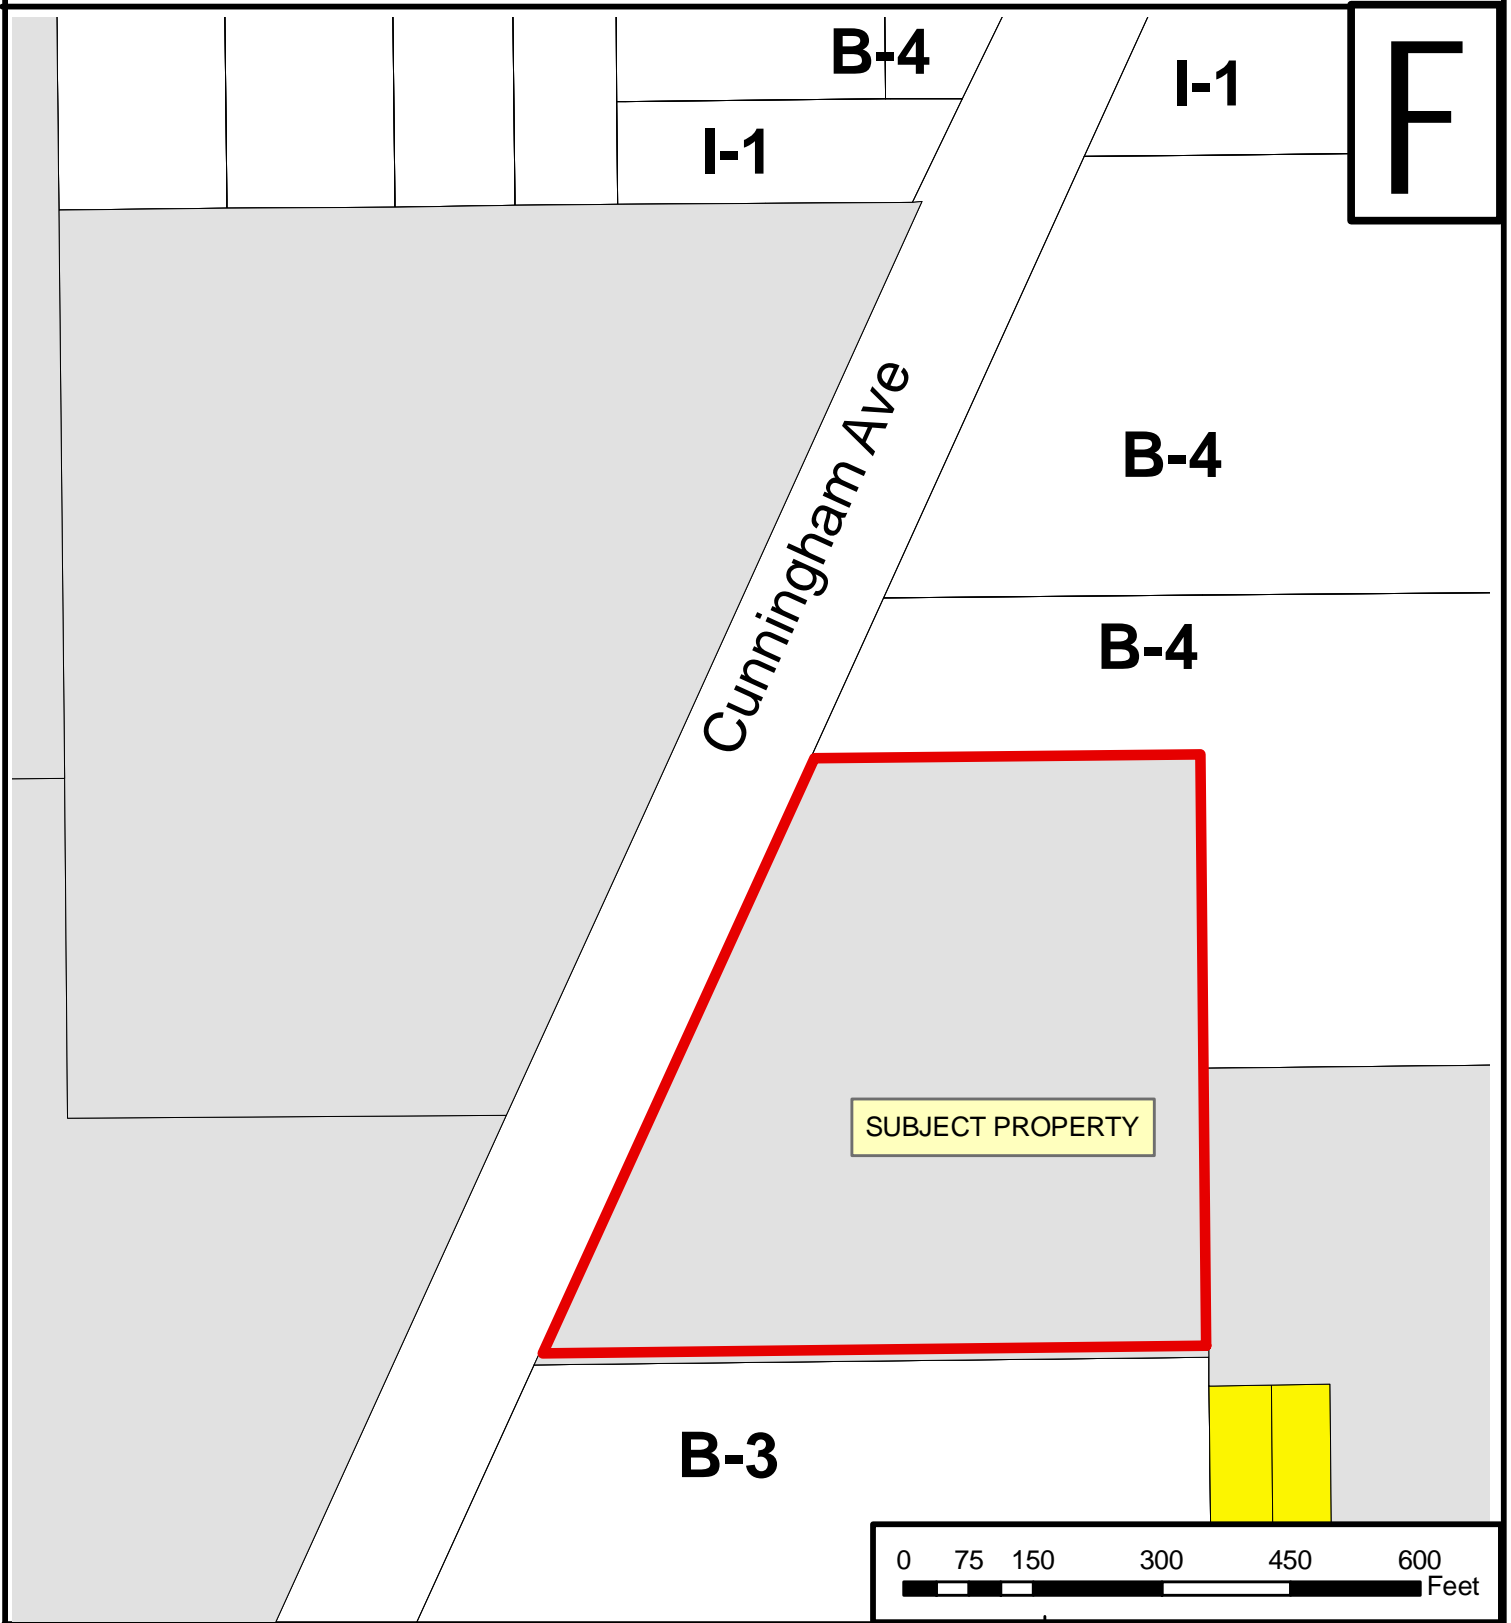 B-4
I-1
F
I-1
Cunningham Ave
B-4
B-4
SUBJECT PROPERTY
B-3
0 75 150 300 450 600
Feet